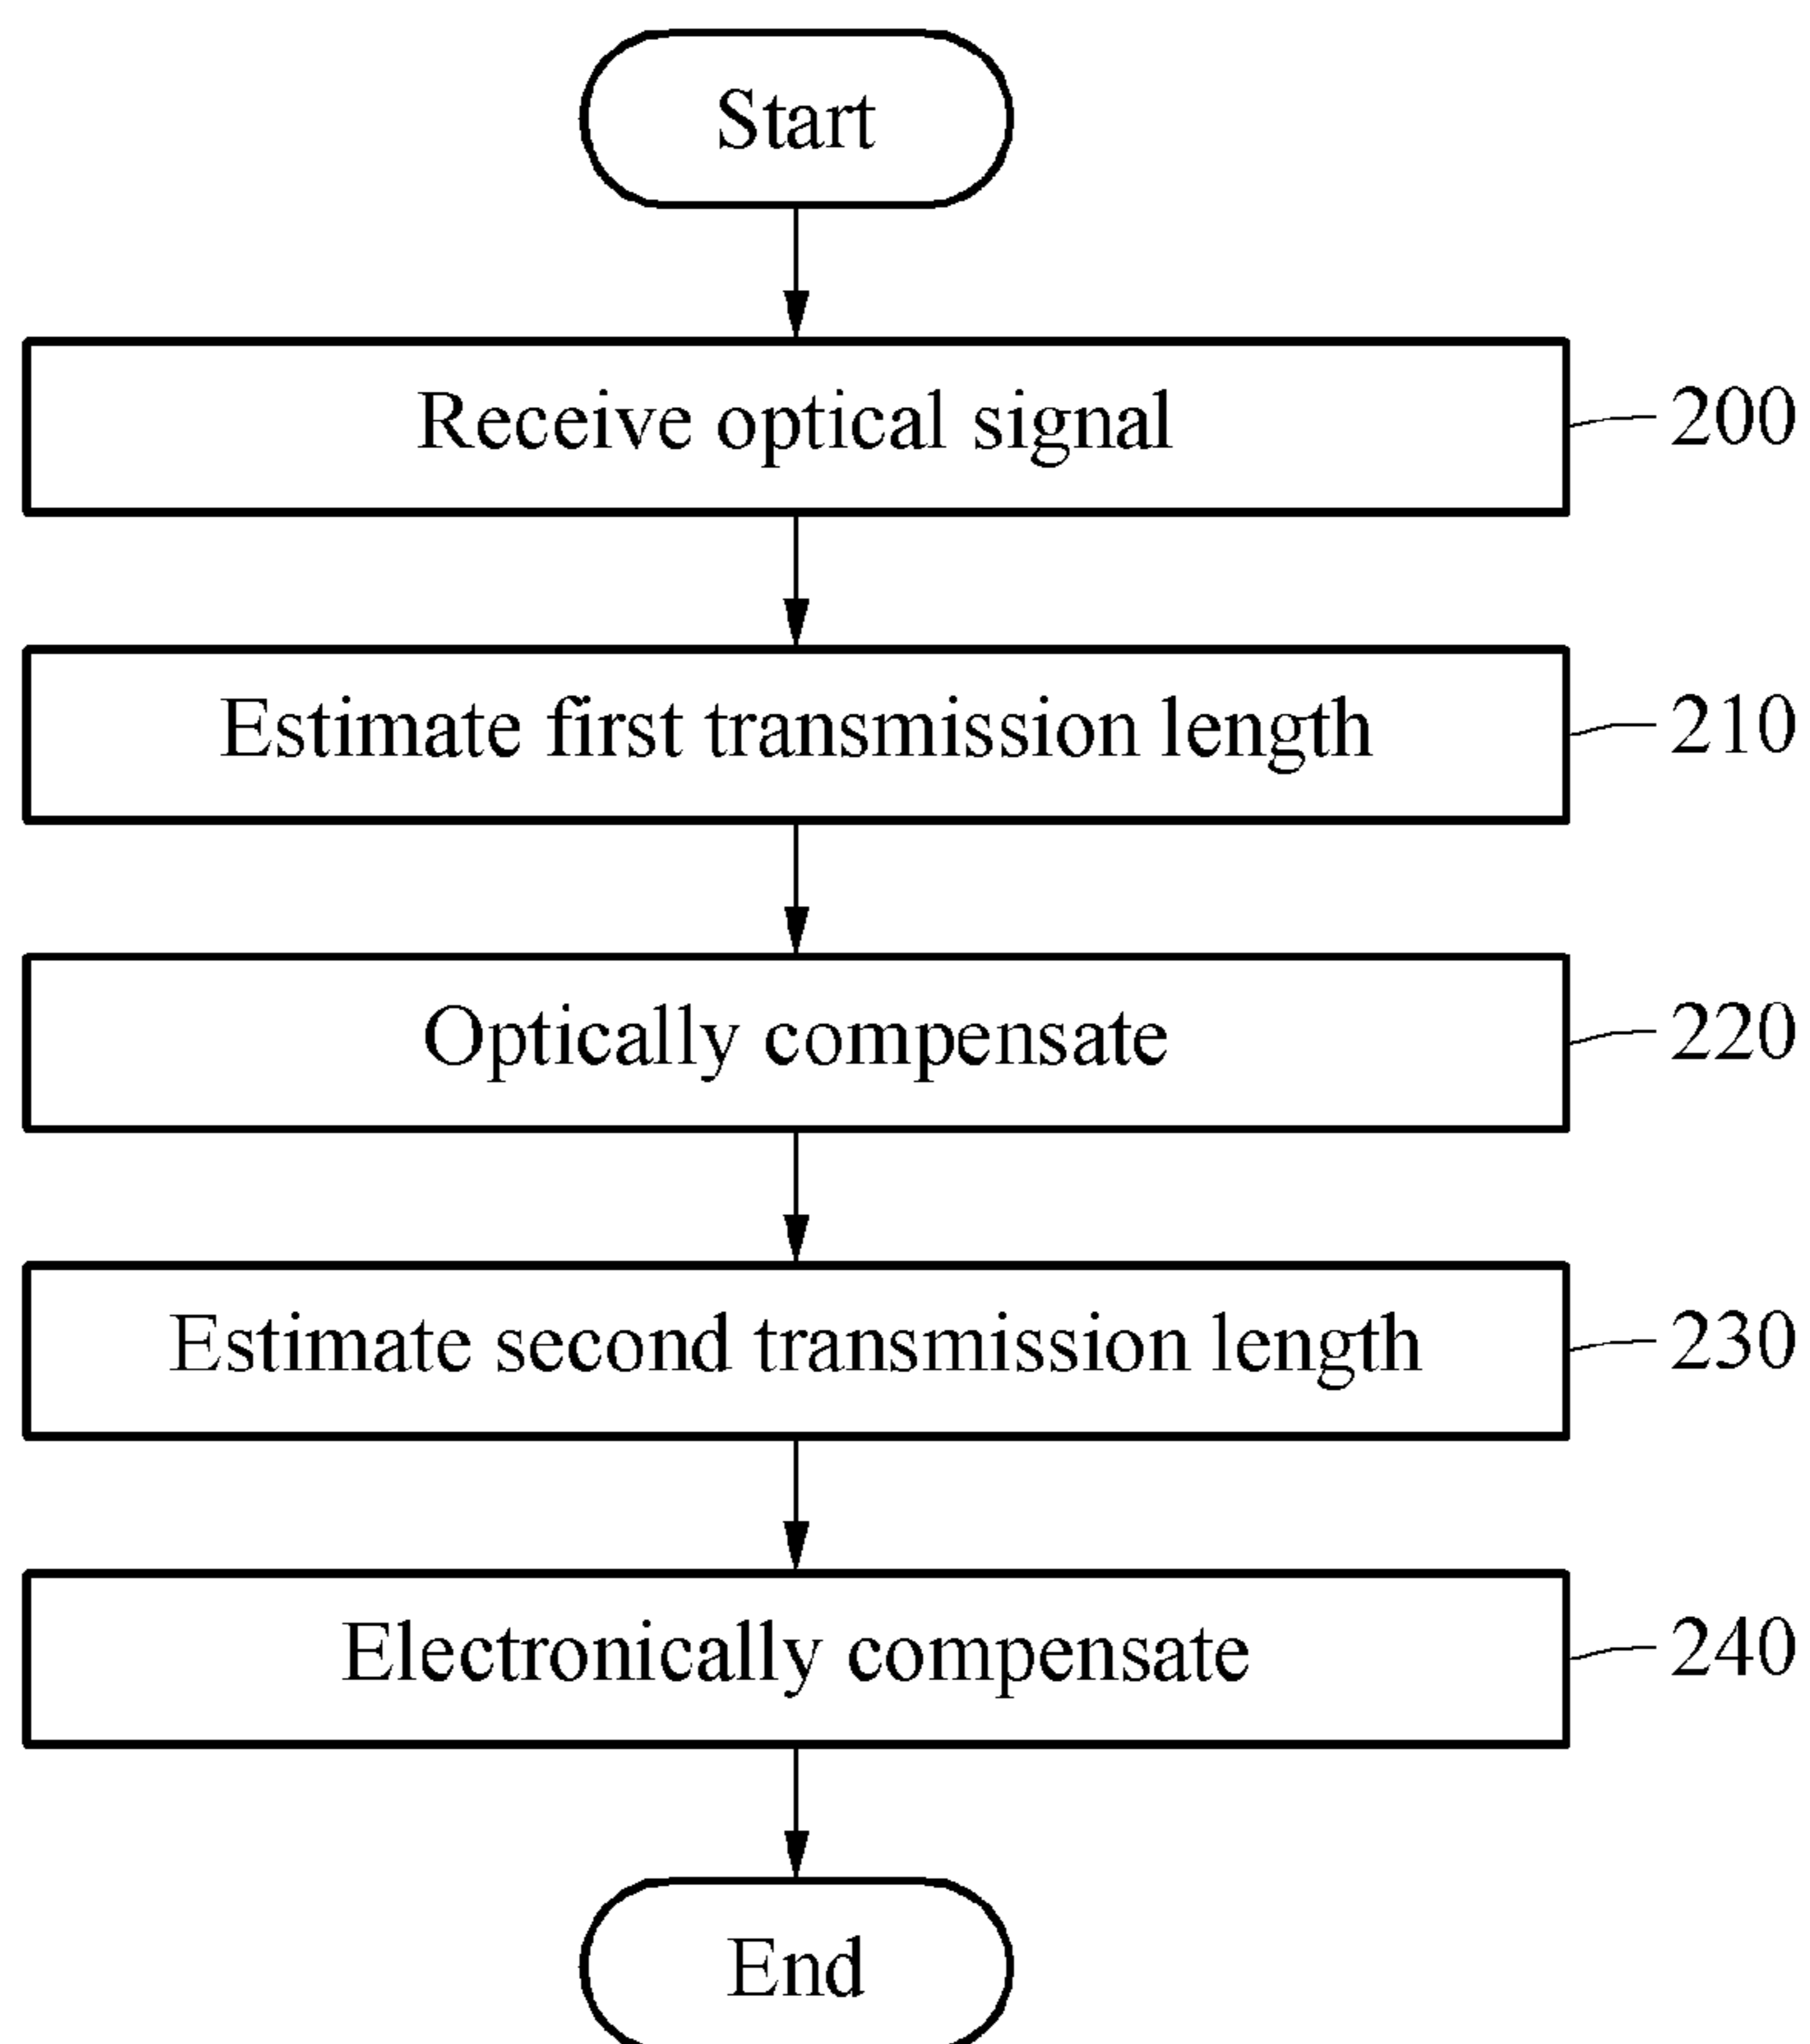 Start
Receive optical signal 200
Estimate first transmission length 210
Optically compensate 220
Estimate second transmission length 230
Electronically compensate 240
End